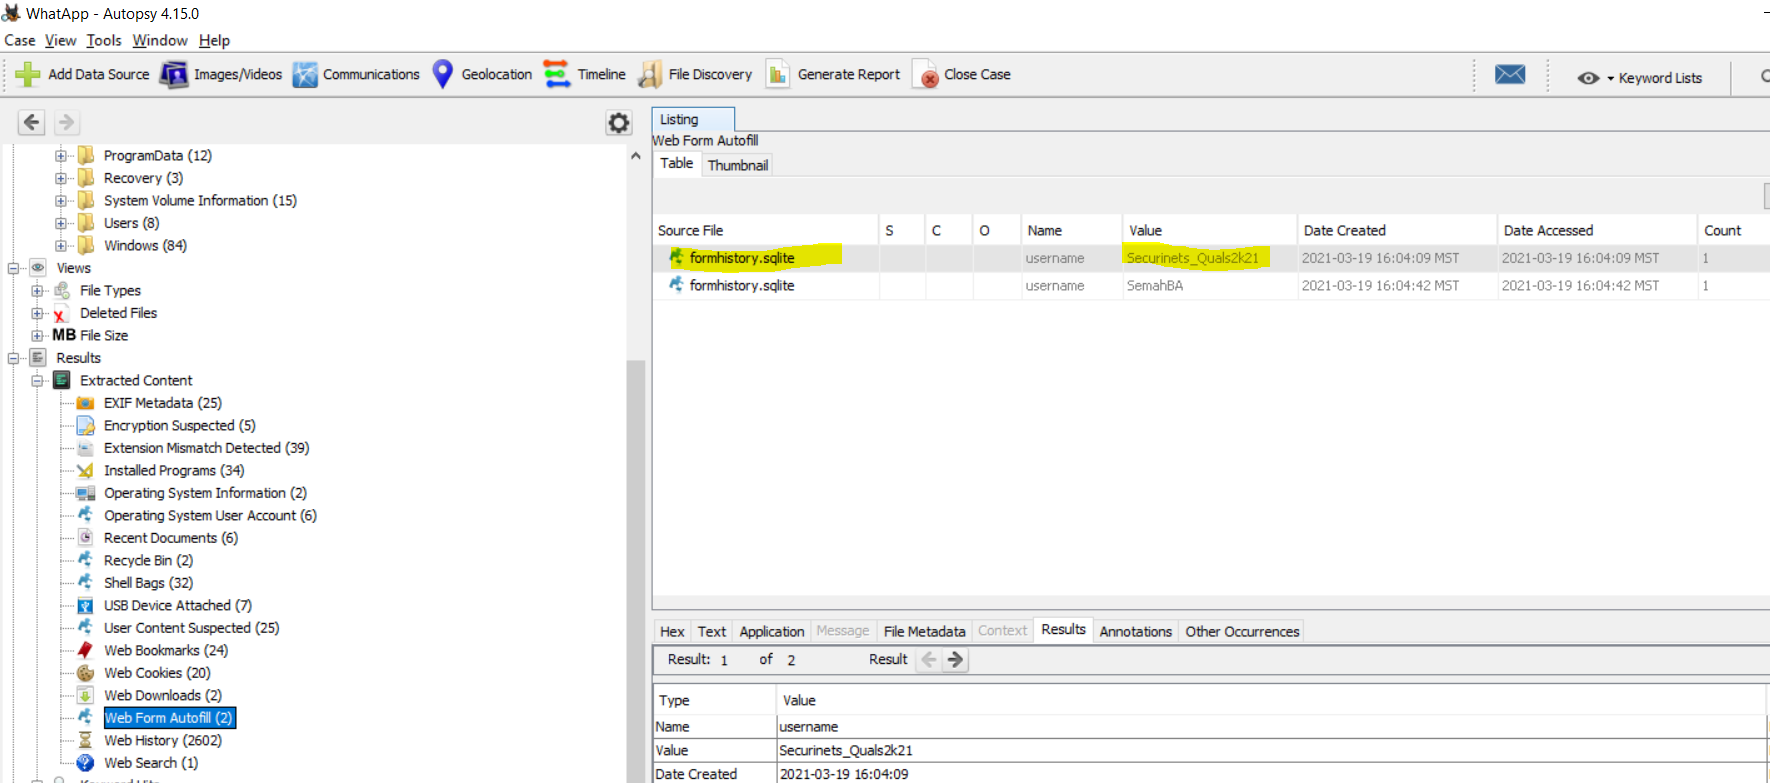 WhatApp - Autopsy 4.15.0
Case View Tools Window Help
Add Data Source Images/Videos Communications Geolocation Timeline File Discovery Generate Report Close Case Keyword Lists
ProgramData (12)
Recovery (3)
System Volume Information (15)
Users (8)
Windows (84)
Views
File Types
Deleted Files
MB File Size
Results
Extracted Content
EXIF Metadata (25)
Encryption Suspected (5)
Extension Mismatch Detected (39)
Installed Programs (34)
Operating System Information (2)
Operating System User Account (6)
Recent Documents (6)
Recycle Bin (2)
Shell Bags (32)
USB Device Attached (7)
User Content Suspected (25)
Web Bookmarks (24)
Web Cookies (20)
Web Downloads (2)
Web Form Autofill (2)
Web History (2602)
Web Search (1)
Listing
Web Form Autofill
Table Thumbnail
Source File S C O Name Value Date Created Date Accessed Count
formhistory.sqlite username Securinets_Quals2k21 2021-03-19 16:04:09 MST 2021-03-19 16:04:09 MST 1
formhistory.sqlite username SemahBA 2021-03-19 16:04:42 MST 2021-03-19 16:04:42 MST 1
Hex Text Application Message File Metadata Context Results Annotations Other Occurrences
Result: 1 of 2 Result
Type Value
Name username
Value Securinets_Quals2k21
Date Created 2021-03-19 16:04:09